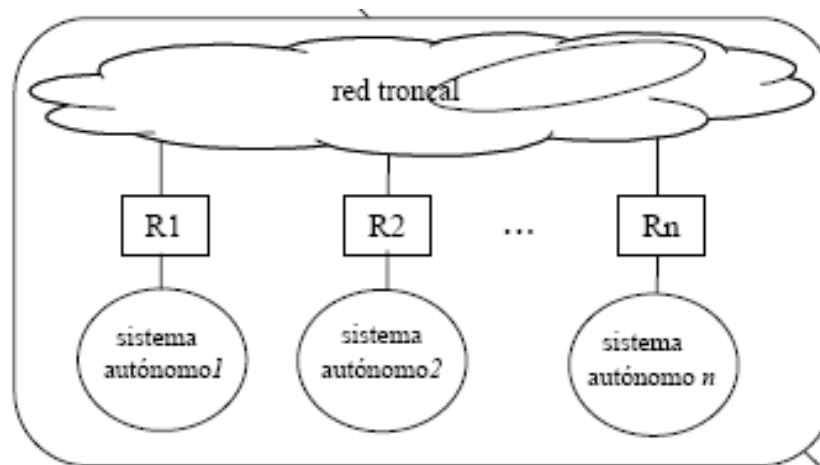 red troncal
R1
R2
...
Rn
sistema
autónomo1
sistema
autónomo2
sistema
autónomo n